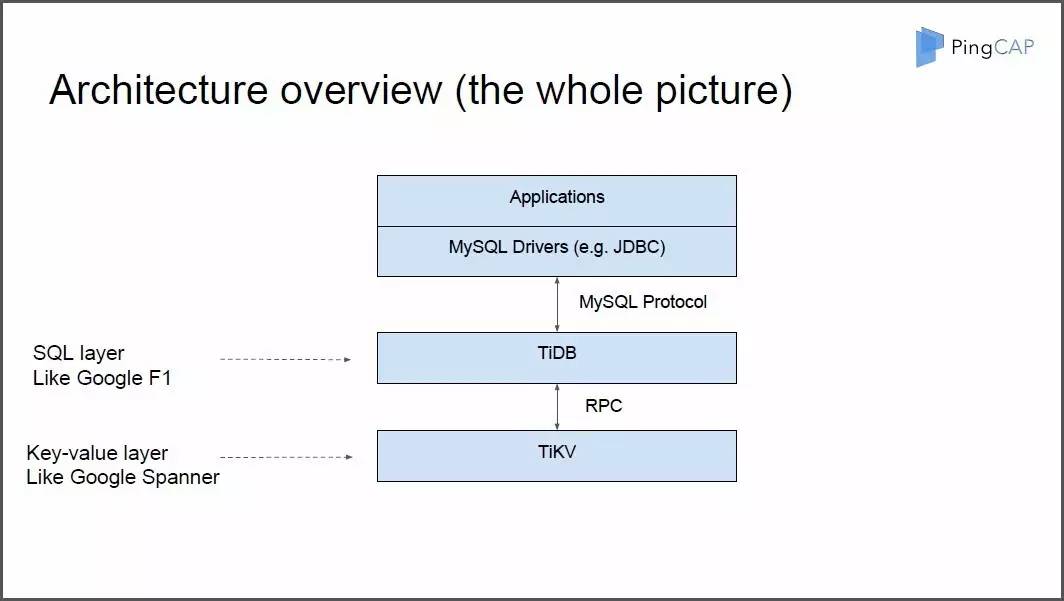 PingCAP
Architecture overview (the whole picture)
Applications
MySQL Drivers (e.g. JDBC)
MySQL Protocol
SQL layer
Like Google F1
TiDB
RPC
Key-value layer
Like Google Spanner
TiKV